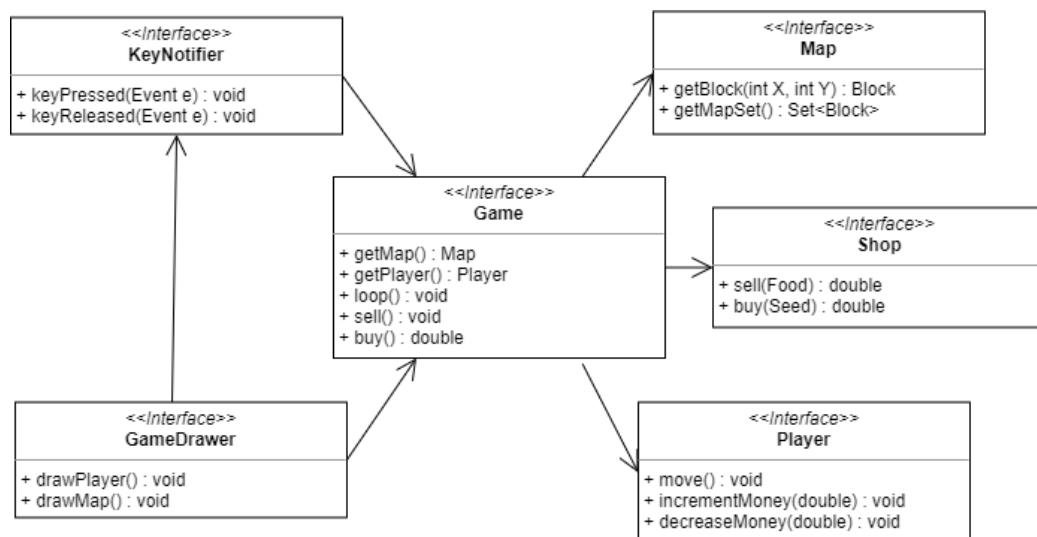 <<Interface>>
KeyNotifier
+ keyPressed(Event e) : void
+ keyReleased(Event e) : void
<<Interface>>
Map
+ getBlock(int X, int Y) : Block
+ getMapSet() : Set<Block>
<<Interface>>
Game
+ getMap() : Map
+ getPlayer() : Player
+ loop() : void
+ sell() : void
+ buy() : double
<<Interface>>
Shop
+ sell(Food) : double
+ buy(Seed) : double
<<Interface>>
GameDrawer
+ drawPlayer() : void
+ drawMap() : void
<<Interface>>
Player
+ move() : void
+ incrementMoney(double) : void
+ decreaseMoney(double) : void